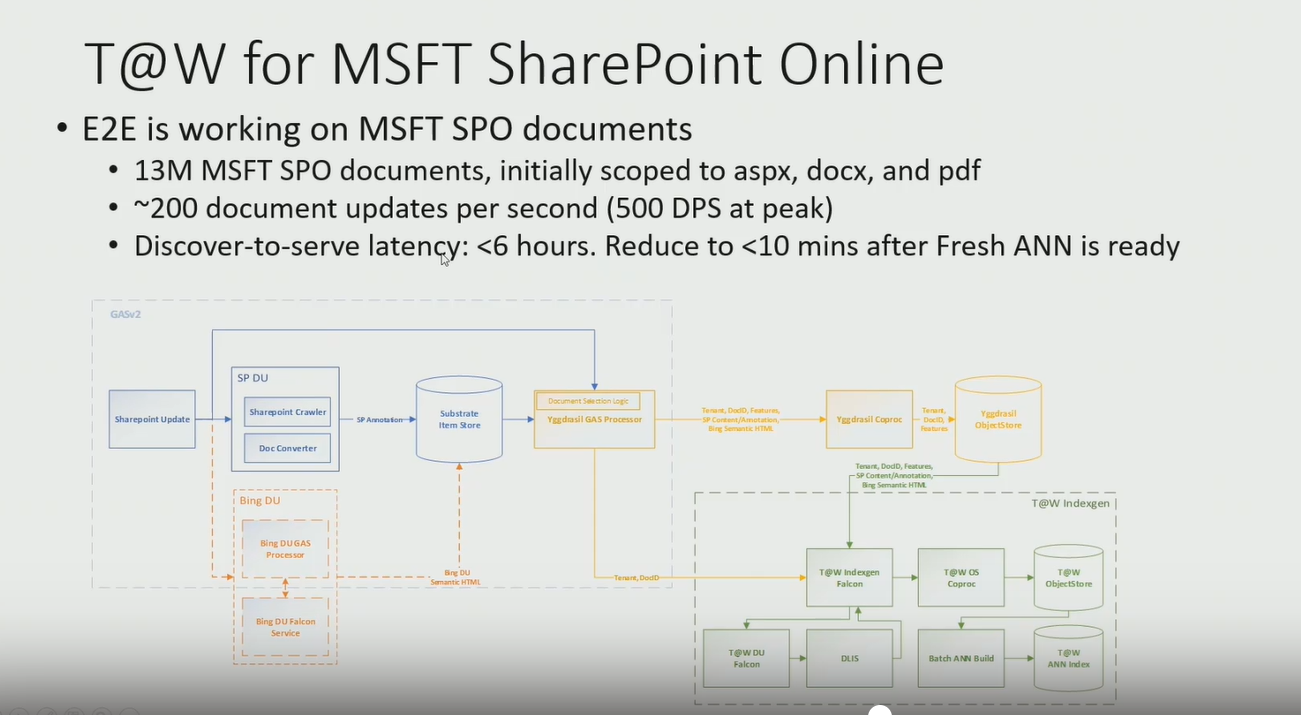 T@W for MSFT SharePoint Online
• E2E is working on MSFT SPO documents
• 13M MSFT SPO documents, initially scoped to aspx, docx, and pdf
• ~200 document updates per second (500 DPS at peak)
• Discover-to-serve latency: <6 hours. Reduce to <10 mins after Fresh ANN is ready
GASv2
Sharepoint Update
SP DU
Sharepoint Crawler
Doc Converter
SP Annotation
Substrate
Item Store
Document Selection Logic
Yggdrasil GAS Processor
Tenant, DocID, Features,
SP Content/Annotation,
Bing Semantic HTML
Yggdrasil Coproc
Tenant,
DocID,
Features
Yggdrasil
ObjectStore
Tenant, DocID, Features,
SP Content/Annotation,
Bing Semantic HTML
Bing DU
Bing DU GAS
Processor
Bing DU Falcon
Service
Bing DU
Semantic HTML
Tenant, DocID
T@W Indexgen
T@W Indexgen
Falcon
T@W OS
Coproc
T@W
ObjectStore
T@W DU
Falcon
DLIS
Batch ANN Build
T@W
ANN Index